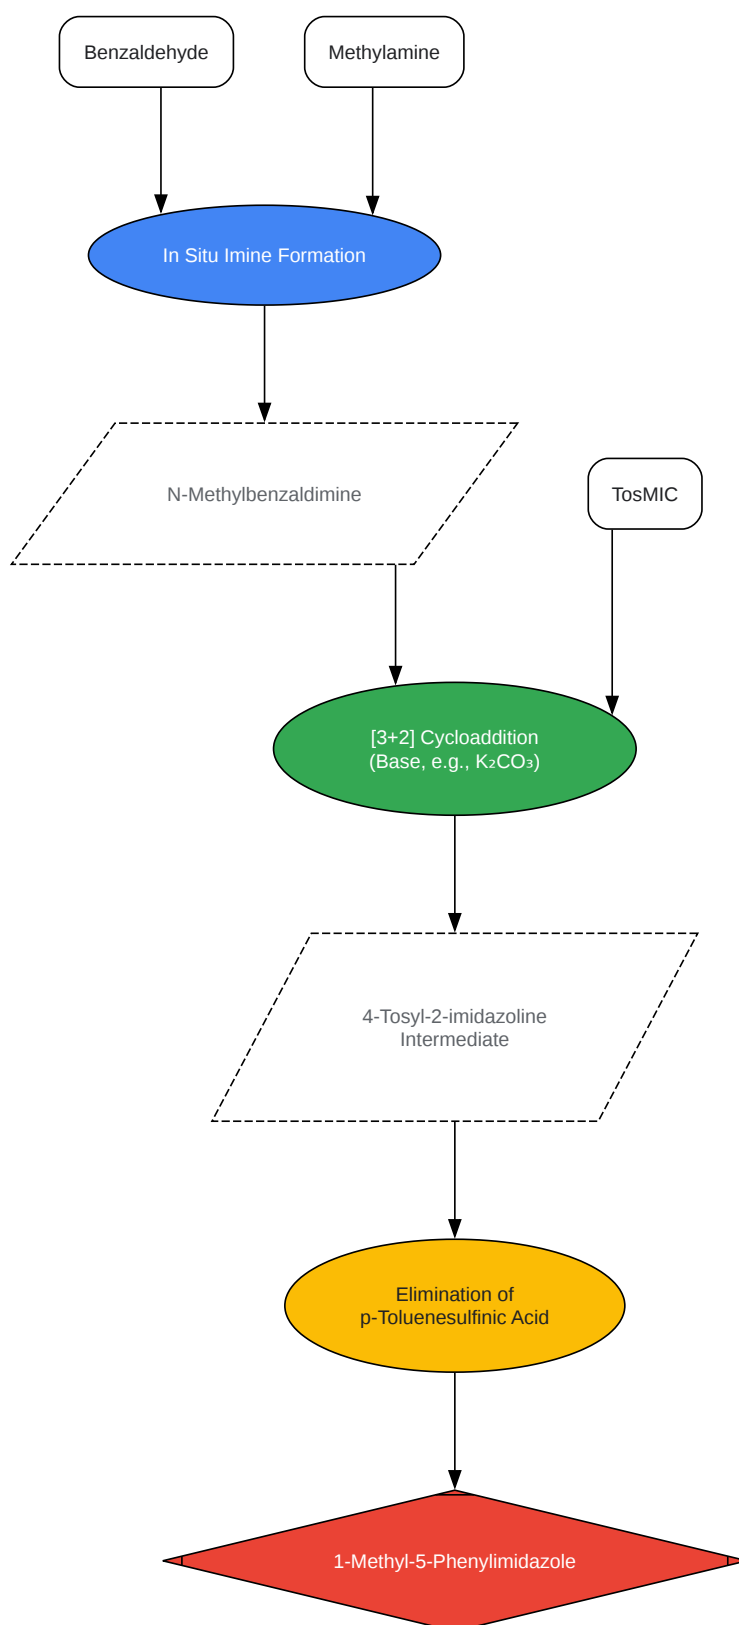 Benzaldehyde
Methylamine
In Situ Imine Formation
N-Methylbenzaldimine
TosMIC
[3+2] Cycloaddition
(Base, e.g., K₂CO₃)
4-Tosyl-2-imidazoline
Intermediate
Elimination of
p-Toluenesulfinic Acid
1-Methyl-5-Phenylimidazole